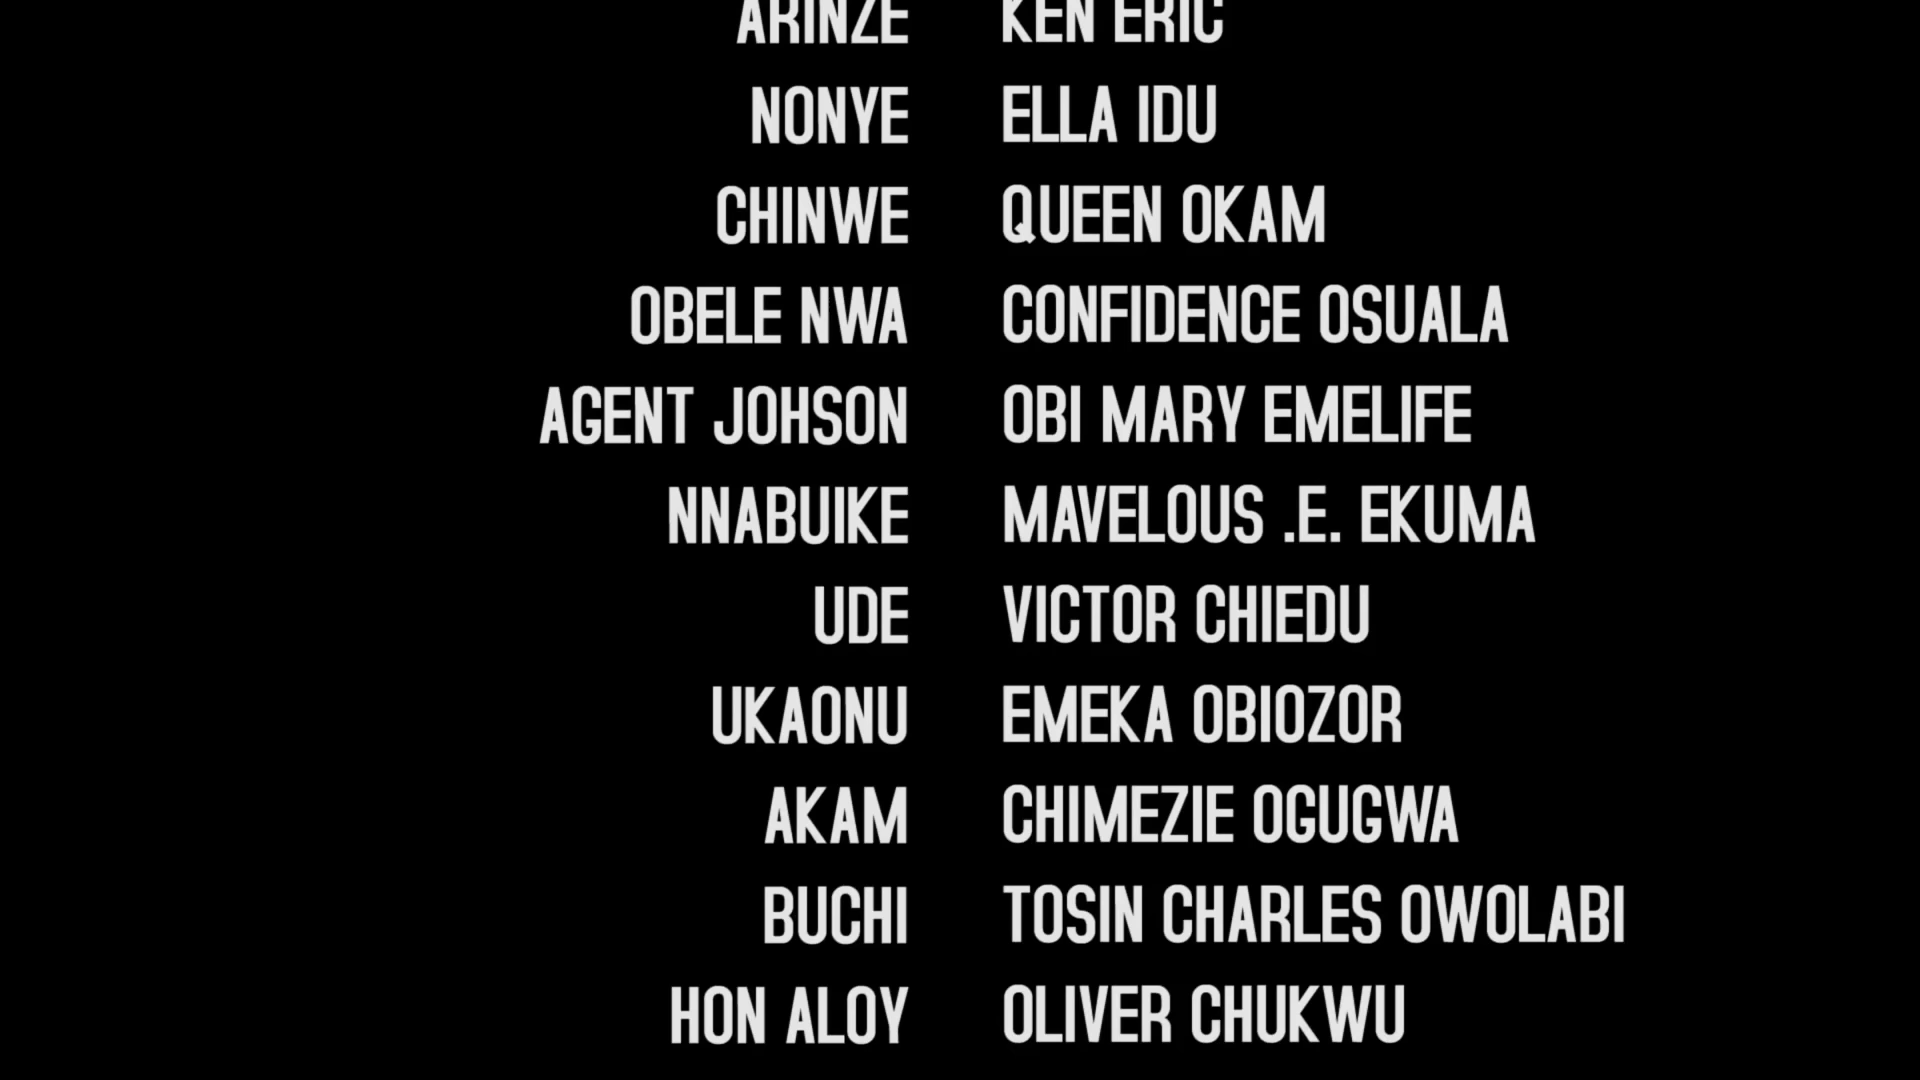 ARINZE KEN ERIC
NONYE ELLA IDU
CHINWE QUEEN OKAM
OBELE NWA CONFIDENCE OSUALA
AGENT JOHSON OBI MARY EMELIFE
NNABUIKE MAVELOUS .E. EKUMA
UDE VICTOR CHIEDU
UKAONU EMEKA OBIOZOR
AKAM CHIMEZIE OGUGWA
BUCHI TOSIN CHARLES OWOLABI
HON ALOY OLIVER CHUKWU